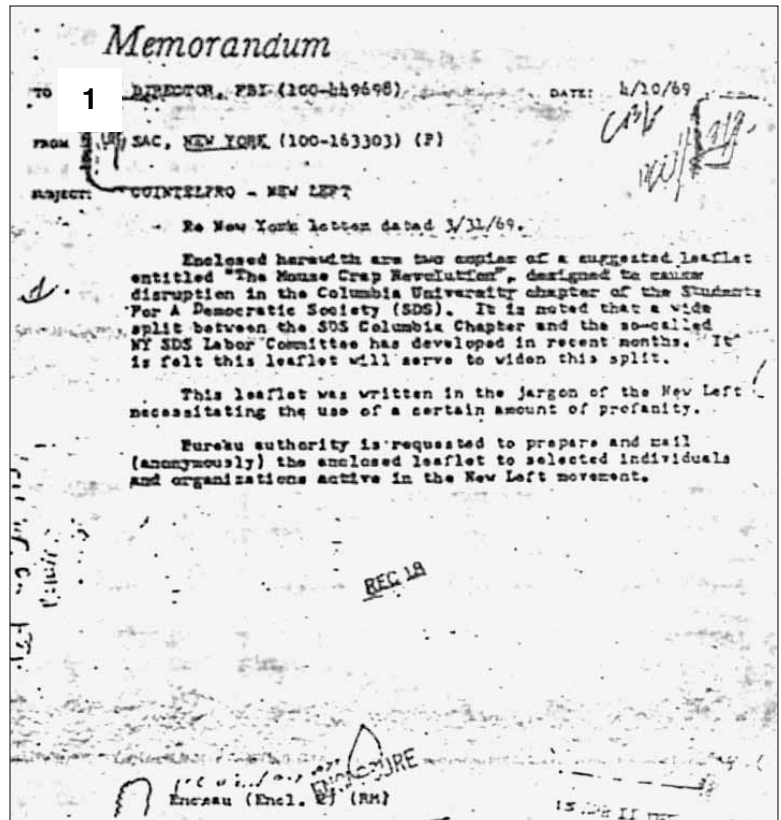 Memorandum
1
TO DIRECTOR, FBI (100-449698) DATE: 4/10/69
FROM SAC, NEW YORK (100-163303) (P)
SUBJECT: COINTELPRO - NEW LEFT
Re New York letter dated 3/31/69.
Enclosed herewith are two copies of a suggested leaflet
entitled "The Mouse Crap Revolution", designed to cause
disruption in the Columbia University chapter of the Students
For A Democratic Society (SDS). It is noted that a wide
split between the SDS Columbia Chapter and the so-called
NY SDS Labor Committee has developed in recent months. It
is felt this leaflet will serve to widen this split.
This leaflet was written in the jargon of the New Left
necessitating the use of a certain amount of profanity.
Bureau authority is requested to prepare and mail
(anonymously) the enclosed leaflet to selected individuals
and organizations active in the New Left movement.
REC 18
ENCLOSURE
(Encl. 2) (RM)